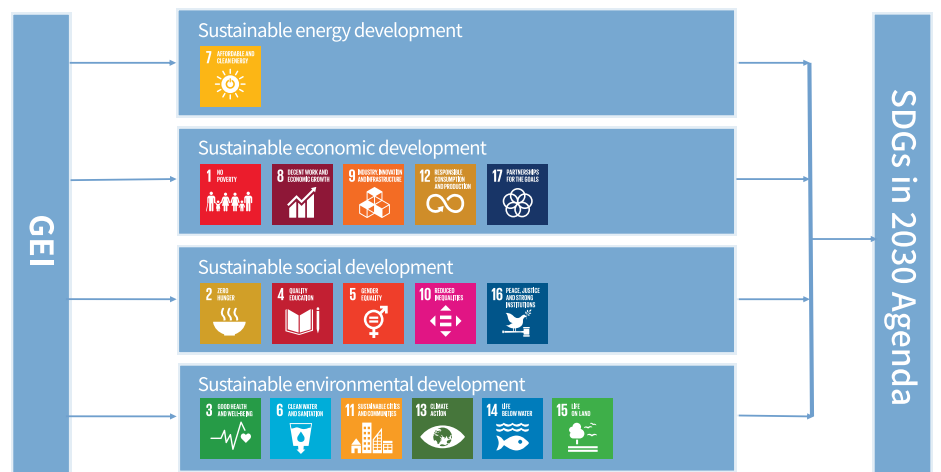 GEI
Sustainable energy development
7 AFFORDABLE AND
CLEAN ENERGY
Sustainable economic development
1 NO
POVERTY
8 DECENT WORK AND
ECONOMIC GROWTH
9 INDUSTRY, INNOVATION
AND INFRASTRUCTURE
12 RESPONSIBLE
CONSUMPTION
AND PRODUCTION
17 PARTNERSHIPS
FOR THE GOALS
Sustainable social development
2 ZERO
HUNGER
4 QUALITY
EDUCATION
5 GENDER
EQUALITY
10 REDUCED
INEQUALITIES
16 PEACE, JUSTICE
AND STRONG
INSTITUTIONS
Sustainable environmental development
3 GOOD HEALTH
AND WELL-BEING
6 CLEAN WATER
AND SANITATION
11 SUSTAINABLE CITIES
AND COMMUNITIES
13 CLIMATE
ACTION
14 LIFE
BELOW WATER
15 LIFE
ON LAND
SDGs in 2030 Agenda